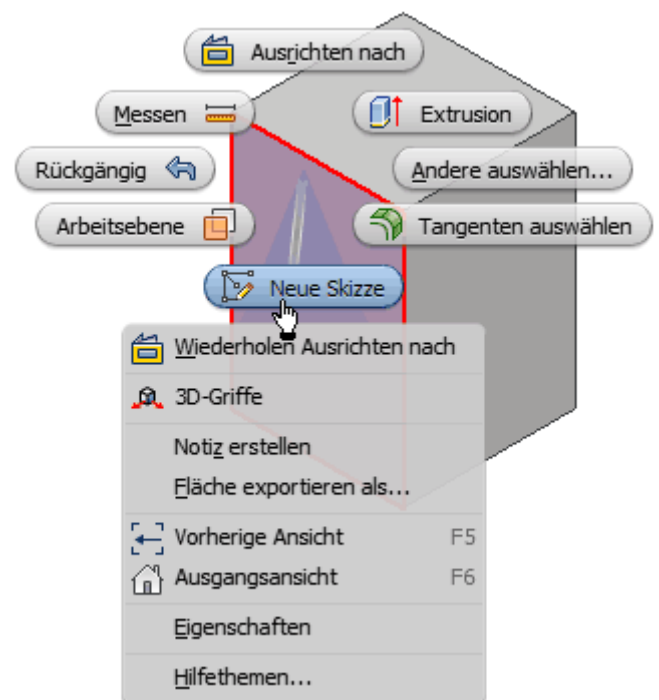 Ausrichten nach
Messen
Extrusion
Rückgängig
Andere auswählen...
Arbeitsebene
Tangenten auswählen
Neue Skizze
Wiederholen Ausrichten nach
3D-Griffe
Notiz erstellen
Fläche exportieren als...
Vorherige Ansicht F5
Ausgangsansicht F6
Eigenschaften
Hilfethemen...